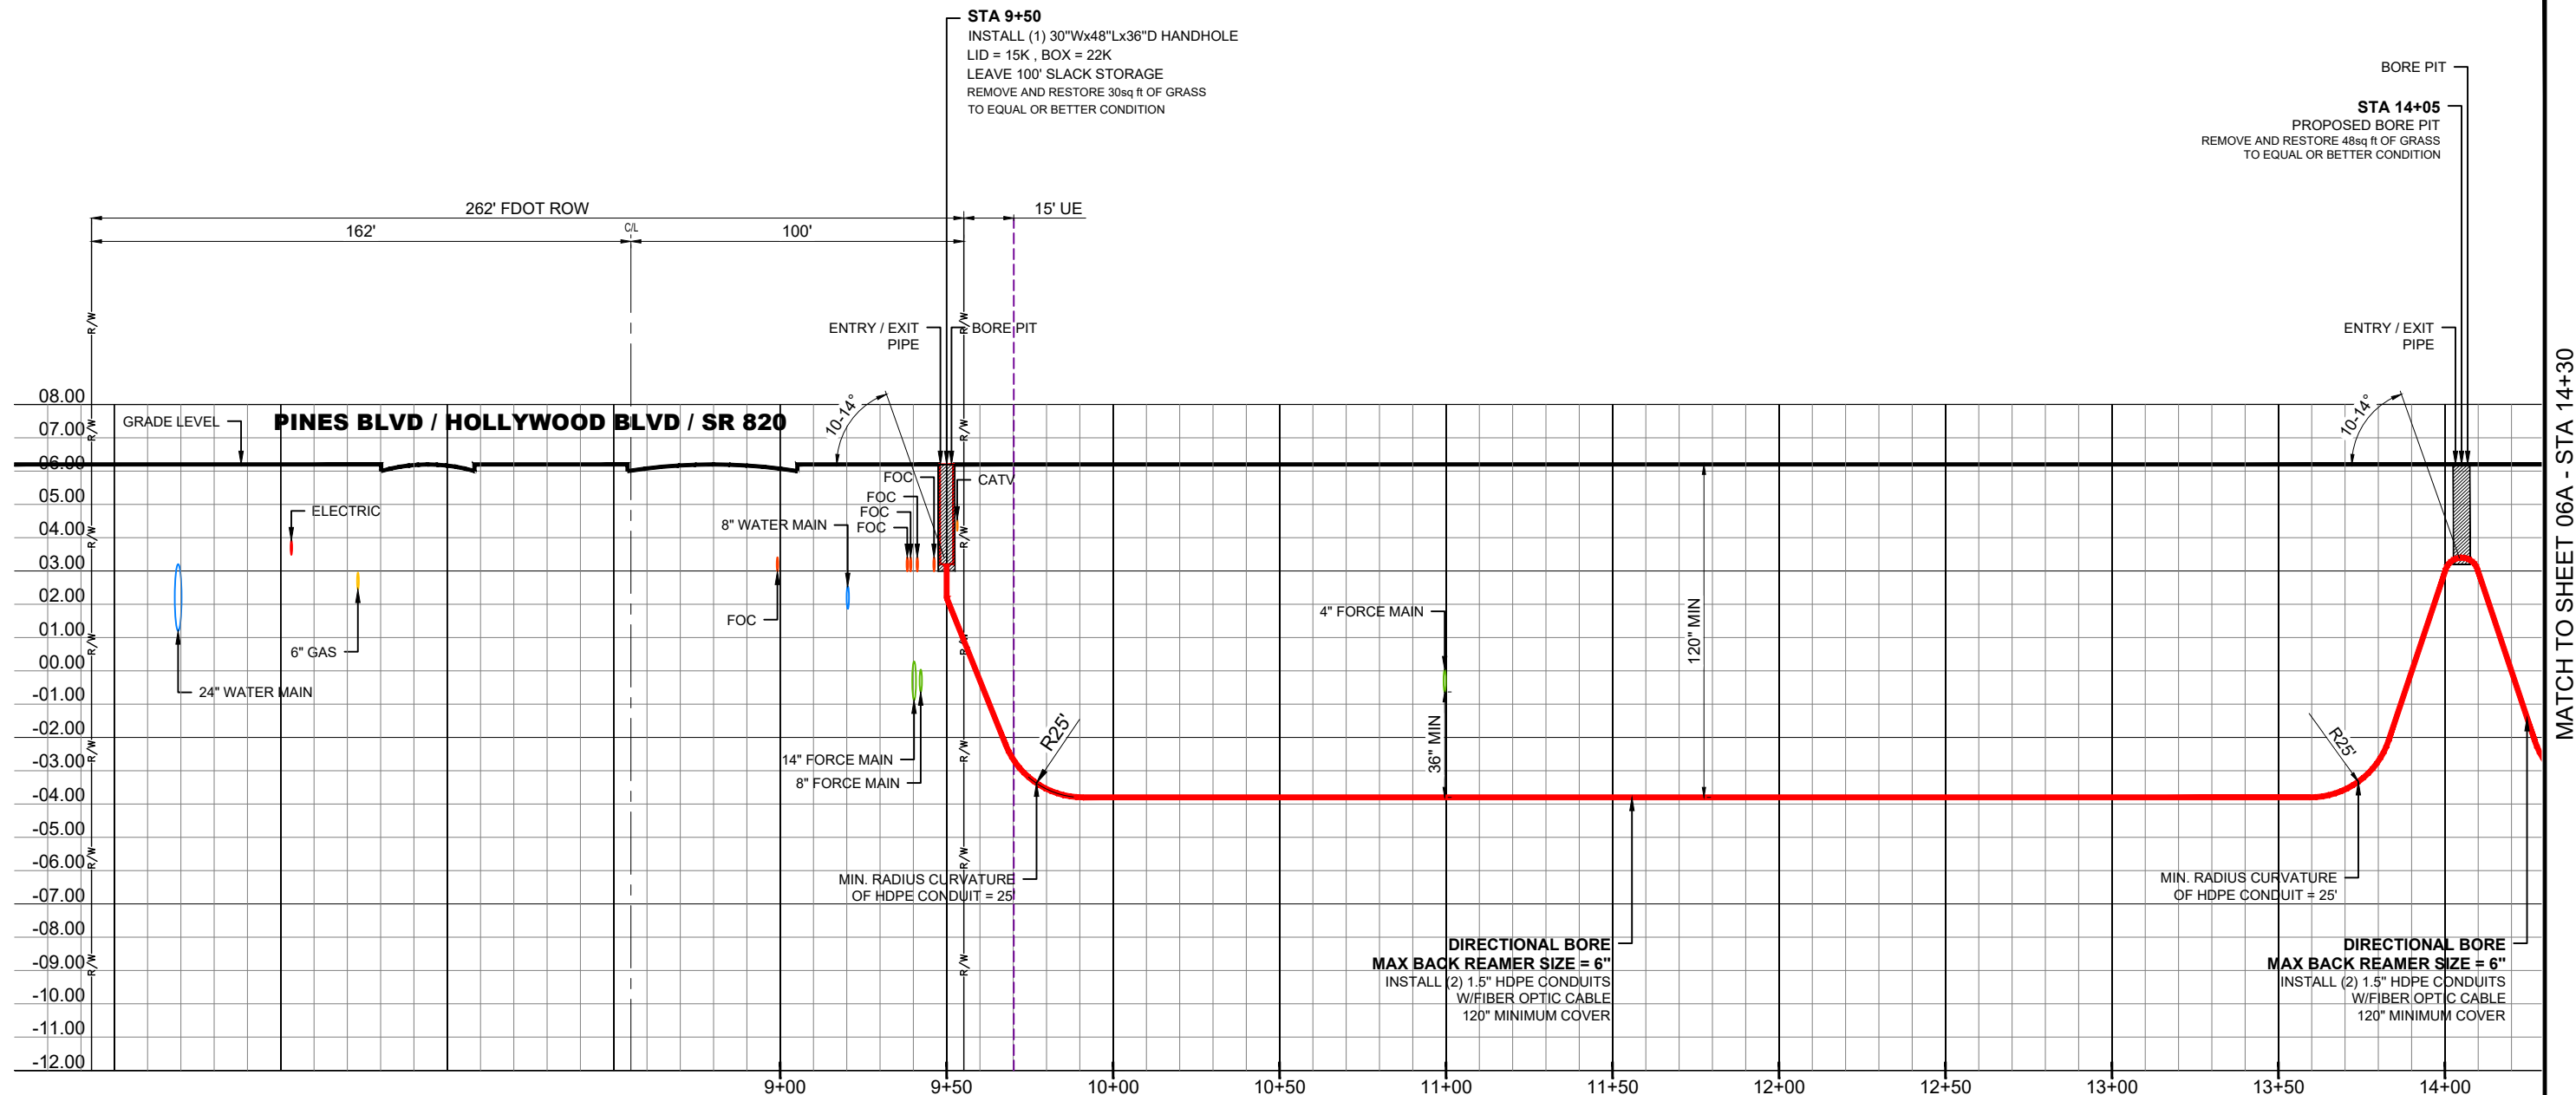 STA 9+50
INSTALL (1) 30"Wx48"Lx36"D HANDHOLE
LID = 15K , BOX = 22K
LEAVE 100' SLACK STORAGE
REMOVE AND RESTORE 30sq ft OF GRASS
TO EQUAL OR BETTER CONDITION
BORE PIT
STA 14+05
PROPOSED BORE PIT
REMOVE AND RESTORE 48sq ft OF GRASS
TO EQUAL OR BETTER CONDITION
262' FDOT ROW
15' UE
162'
C/L
100'
R/W
R/W
ENTRY / EXIT
PIPE
BORE PIT
ENTRY / EXIT
PIPE
MATCH TO SHEET 06A - STA 14+30
08.00
GRADE LEVEL
PINES BLVD / HOLLYWOOD BLVD / SR 820
10-14°
10-14°
07.00
R/W
R/W
06.00
FOC
CATV
05.00
ELECTRIC
FOC
FOC
8" WATER MAIN
FOC
04.00
R/W
R/W
03.00
02.00
FOC
4" FORCE MAIN
120" MIN
01.00
R/W
R/W
6" GAS
00.00
24" WATER MAIN
-01.00
-02.00
R/W
R/W
R25'
36" MIN
R25'
14" FORCE MAIN
-03.00
8" FORCE MAIN
-04.00
-05.00
-06.00
R/W
R/W
MIN. RADIUS CURVATURE
OF HDPE CONDUIT = 25'
MIN. RADIUS CURVATURE
OF HDPE CONDUIT = 25'
-07.00
-08.00
-09.00
R/W
R/W
DIRECTIONAL BORE
MAX BACK REAMER SIZE = 6"
INSTALL (2) 1.5" HDPE CONDUITS
W/FIBER OPTIC CABLE
120" MINIMUM COVER
DIRECTIONAL BORE
MAX BACK REAMER SIZE = 6"
INSTALL (2) 1.5" HDPE CONDUITS
W/FIBER OPTIC CABLE
120" MINIMUM COVER
-10.00
-11.00
-12.00
9+00
9+50
10+00
10+50
11+00
11+50
12+00
12+50
13+00
13+50
14+00